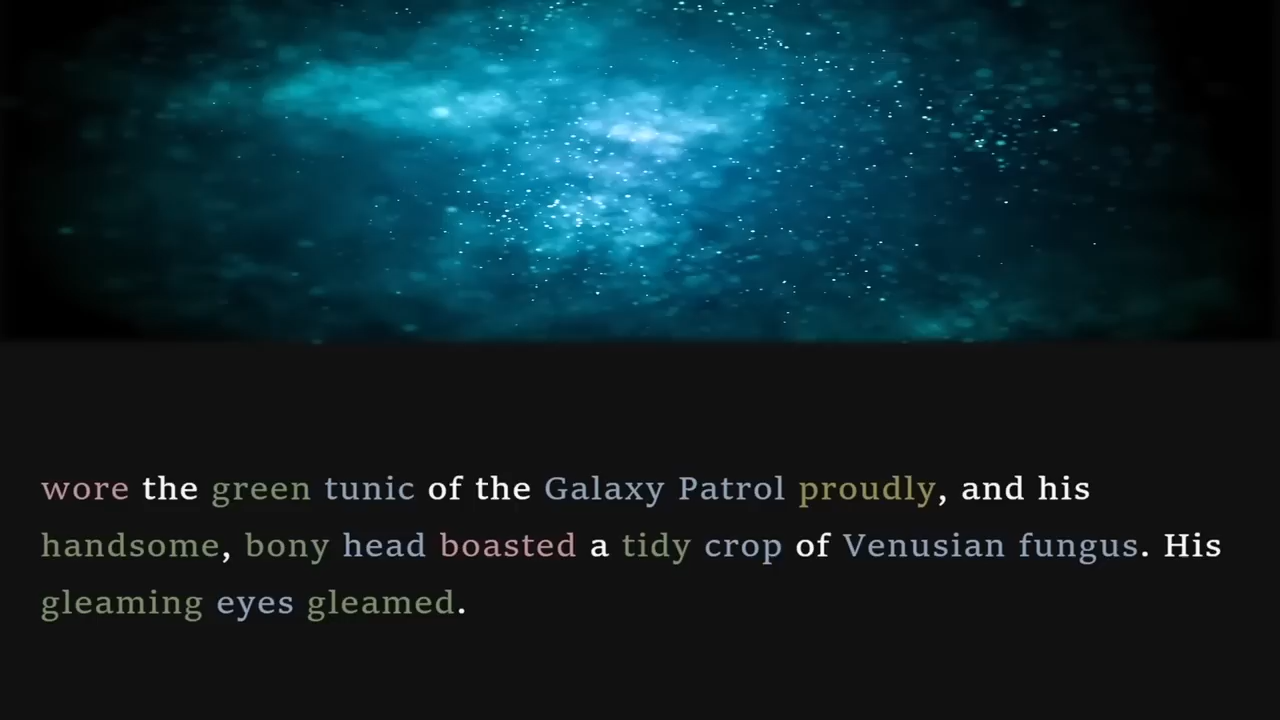 wore the green tunic of the Galaxy Patrol proudly, and his
handsome, bony head boasted a tidy crop of Venusian fungus. His
gleaming eyes gleamed.